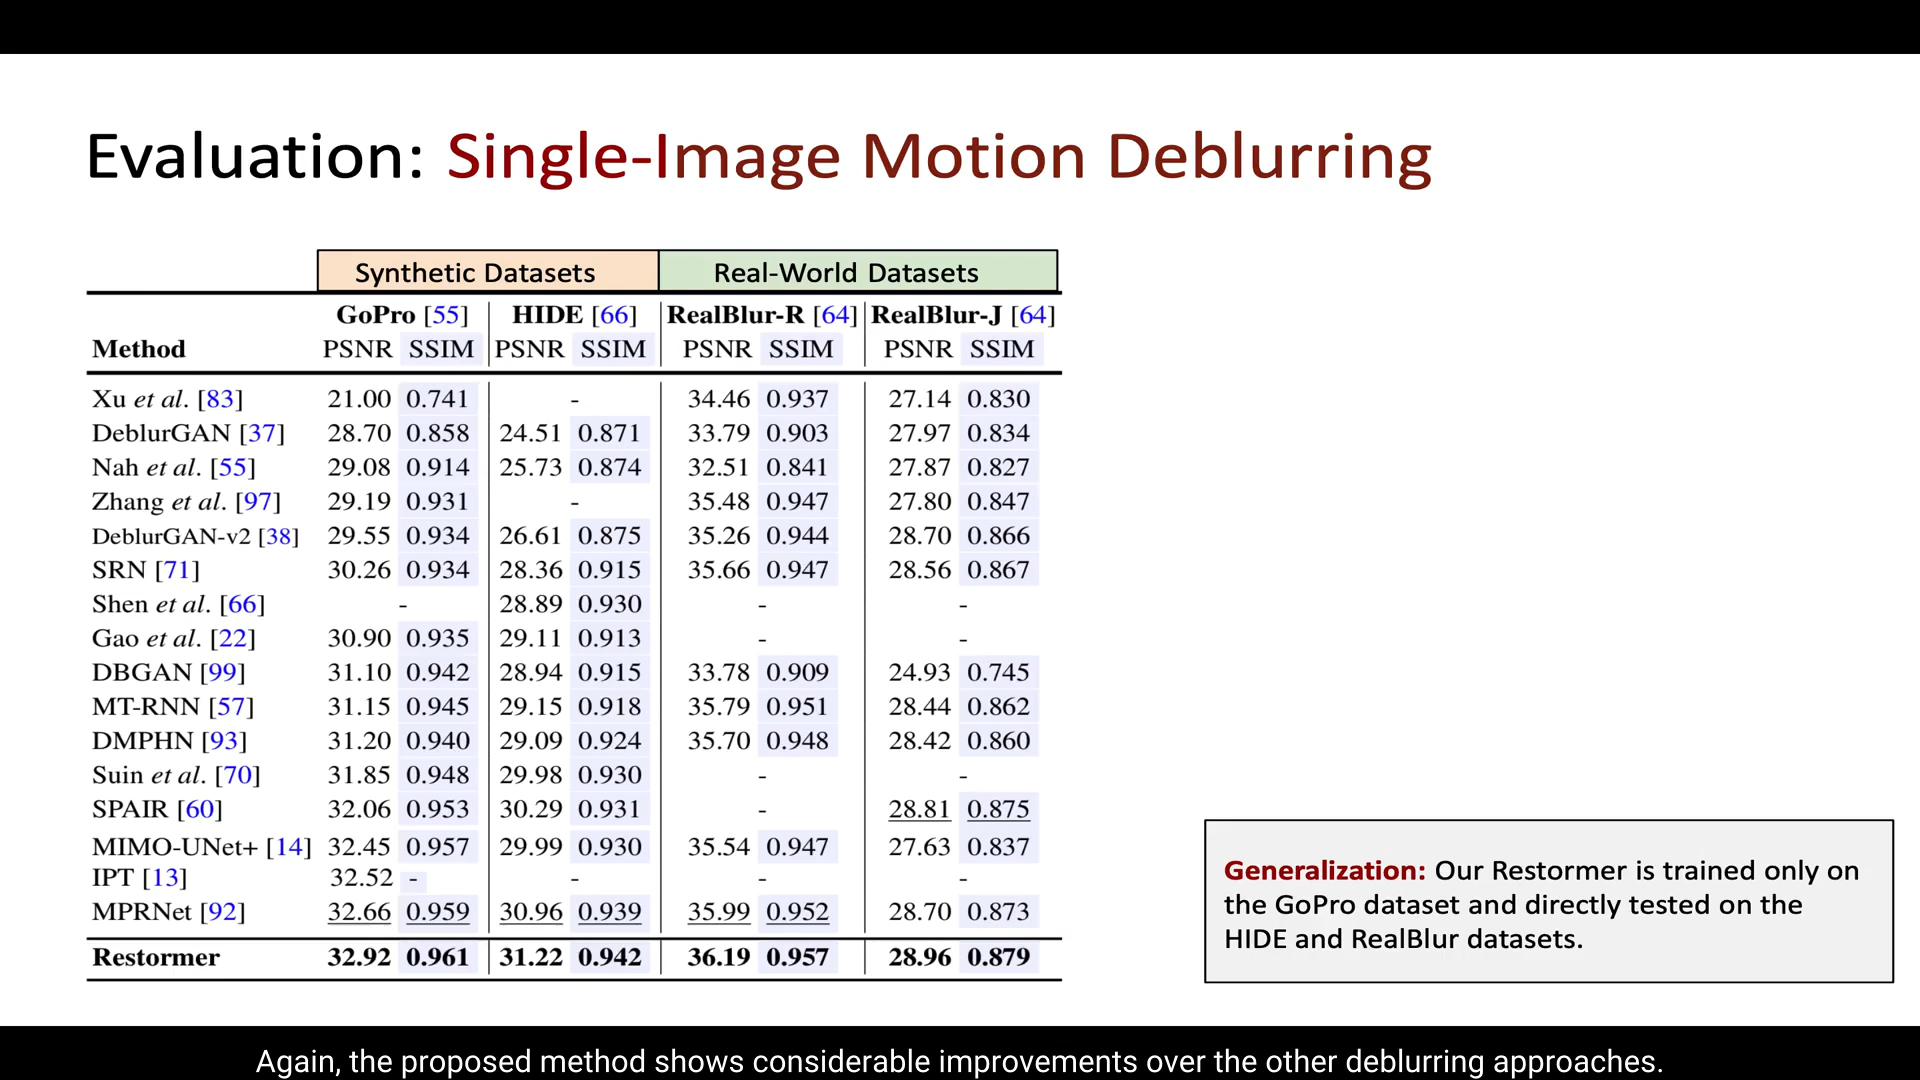 Evaluation: Single-Image Motion Deblurring
Synthetic Datasets Real-World Datasets
GoPro [55] HIDE [66] RealBlur-R [64] RealBlur-J [64]
Method PSNR SSIM PSNR SSIM PSNR SSIM PSNR SSIM
Xu et al. [83] 21.00 0.741 - 34.46 0.937 27.14 0.830
DeblurGAN [37] 28.70 0.858 24.51 0.871 33.79 0.903 27.97 0.834
Nah et al. [55] 29.08 0.914 25.73 0.874 32.51 0.841 27.87 0.827
Zhang et al. [97] 29.19 0.931 - 35.48 0.947 27.80 0.847
DeblurGAN-v2 [38] 29.55 0.934 26.61 0.875 35.26 0.944 28.70 0.866
SRN [71] 30.26 0.934 28.36 0.915 35.66 0.947 28.56 0.867
Shen et al. [66] - 28.89 0.930 - -
Gao et al. [22] 30.90 0.935 29.11 0.913 - -
DBGAN [99] 31.10 0.942 28.94 0.915 33.78 0.909 24.93 0.745
MT-RNN [57] 31.15 0.945 29.15 0.918 35.79 0.951 28.44 0.862
DMPHN [93] 31.20 0.940 29.09 0.924 35.70 0.948 28.42 0.860
Suin et al. [70] 31.85 0.948 29.98 0.930 - -
SPAIR [60] 32.06 0.953 30.29 0.931 - 28.81 0.875
MIMO-UNet+ [14] 32.45 0.957 29.99 0.930 35.54 0.947 27.63 0.837
IPT [13] 32.52 - - - -
MPRNet [92] 32.66 0.959 30.96 0.939 35.99 0.952 28.70 0.873
Restormer 32.92 0.961 31.22 0.942 36.19 0.957 28.96 0.879
Generalization: Our Restormer is trained only on
the GoPro dataset and directly tested on the
HIDE and RealBlur datasets.
Again, the proposed method shows considerable improvements over the other deblurring approaches.